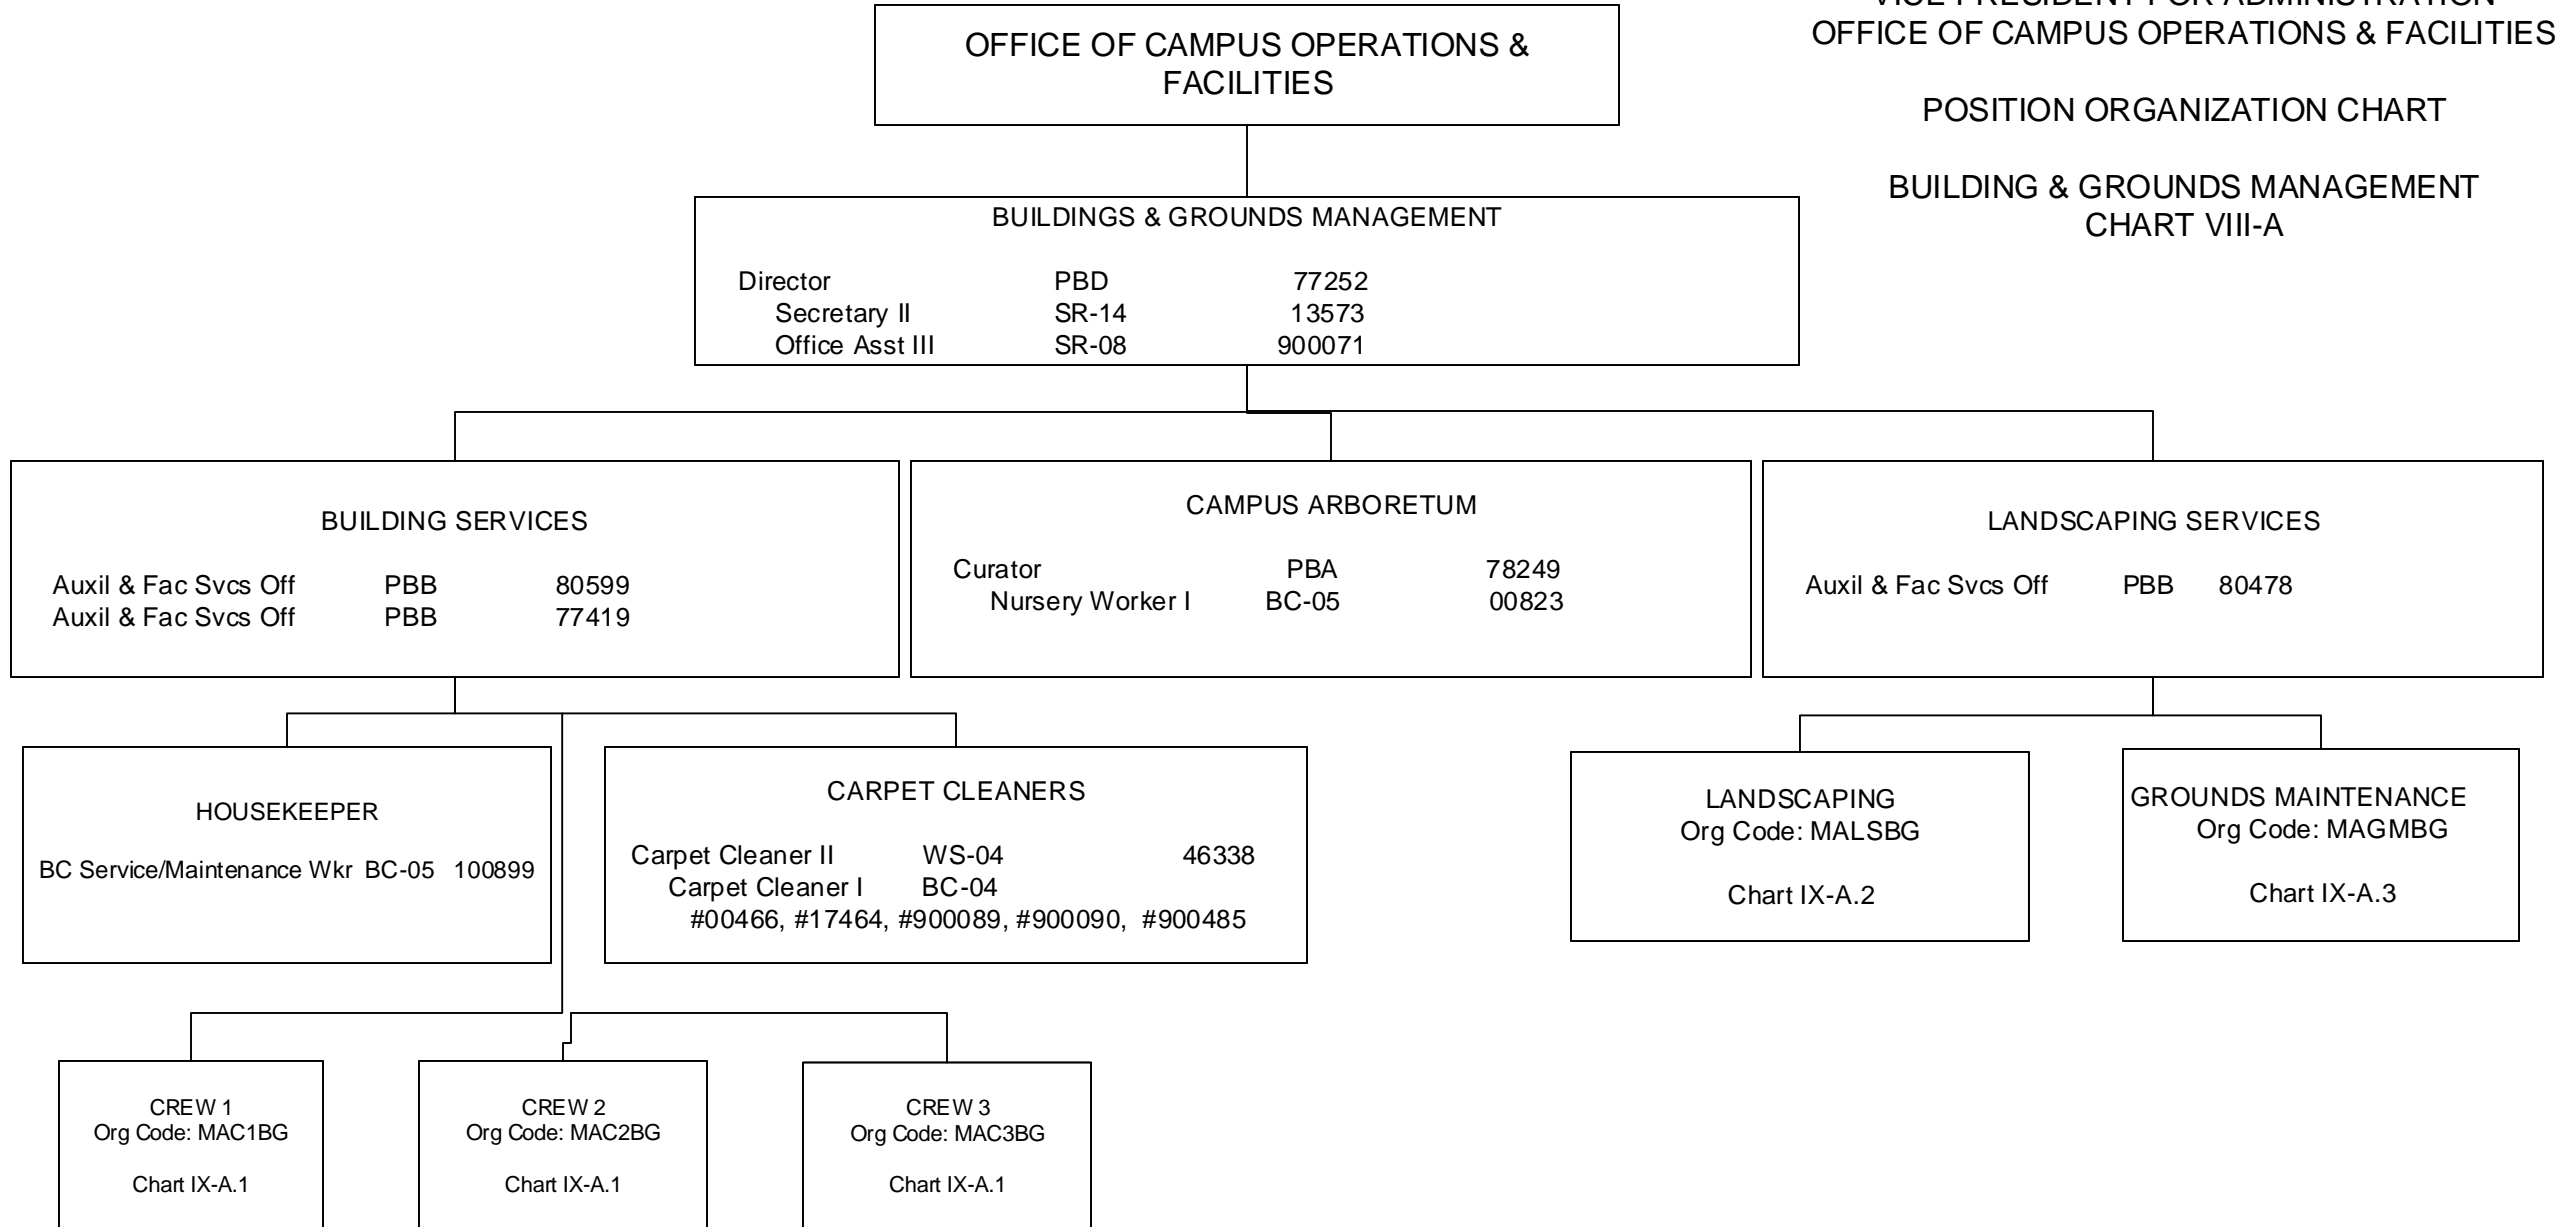 VICE PRESIDENT FOR ADMINISTRATION
OFFICE OF CAMPUS OPERATIONS & FACILITIES
POSITION ORGANIZATION CHART
BUILDING & GROUNDS MANAGEMENT
CHART VIII-A
OFFICE OF CAMPUS OPERATIONS &
FACILITIES
BUILDINGS & GROUNDS MANAGEMENT
Director PBD 77252
Secretary II SR-14 13573
Office Asst III SR-08 900071
BUILDING SERVICES
Auxil & Fac Svcs Off PBB 80599
Auxil & Fac Svcs Off PBB 77419
CAMPUS ARBORETUM
Curator PBA 78249
Nursery Worker I BC-05 00823
LANDSCAPING SERVICES
Auxil & Fac Svcs Off PBB 80478
HOUSEKEEPER
BC Service/Maintenance Wkr BC-05 100899
CARPET CLEANERS
Carpet Cleaner II WS-04 46338
Carpet Cleaner I BC-04
#00466, #17464, #900089, #900090, #900485
LANDSCAPING
Org Code: MALSBG
Chart IX-A.2
GROUNDS MAINTENANCE
Org Code: MAGMBG
Chart IX-A.3
CREW 1
Org Code: MAC1BG
Chart IX-A.1
CREW 2
Org Code: MAC2BG
Chart IX-A.1
CREW 3
Org Code: MAC3BG
Chart IX-A.1